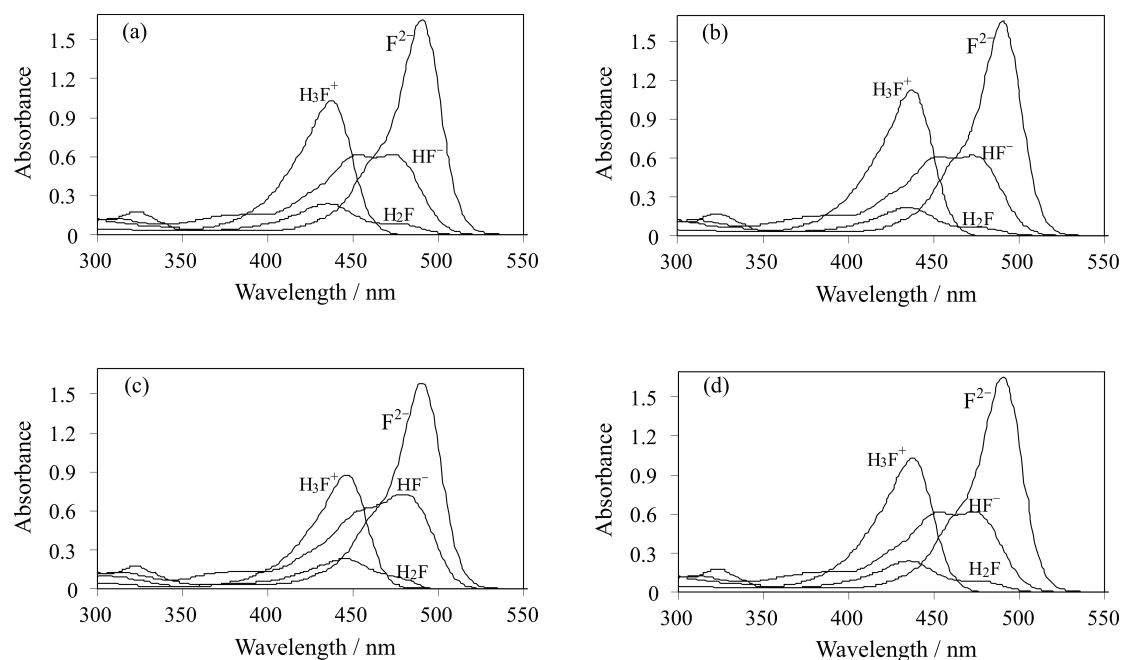 (a)
F²⁻
H₃F⁺
HF⁻
H₂F
Absorbance
1.5
1.2
0.9
0.6
0.3
0
300 350 400 450 500 550
Wavelength / nm
(b)
F²⁻
H₃F⁺
HF⁻
H₂F
Absorbance
1.5
1.2
0.9
0.6
0.3
0
300 350 400 450 500 550
Wavelength / nm
(c)
F²⁻
H₃F⁺
HF⁻
H₂F
Absorbance
1.5
1.2
0.9
0.6
0.3
0
300 350 400 450 500 550
Wavelength / nm
(d)
F²⁻
H₃F⁺
HF⁻
H₂F
Absorbance
1.5
1.2
0.9
0.6
0.3
0
300 350 400 450 500 550
Wavelength / nm